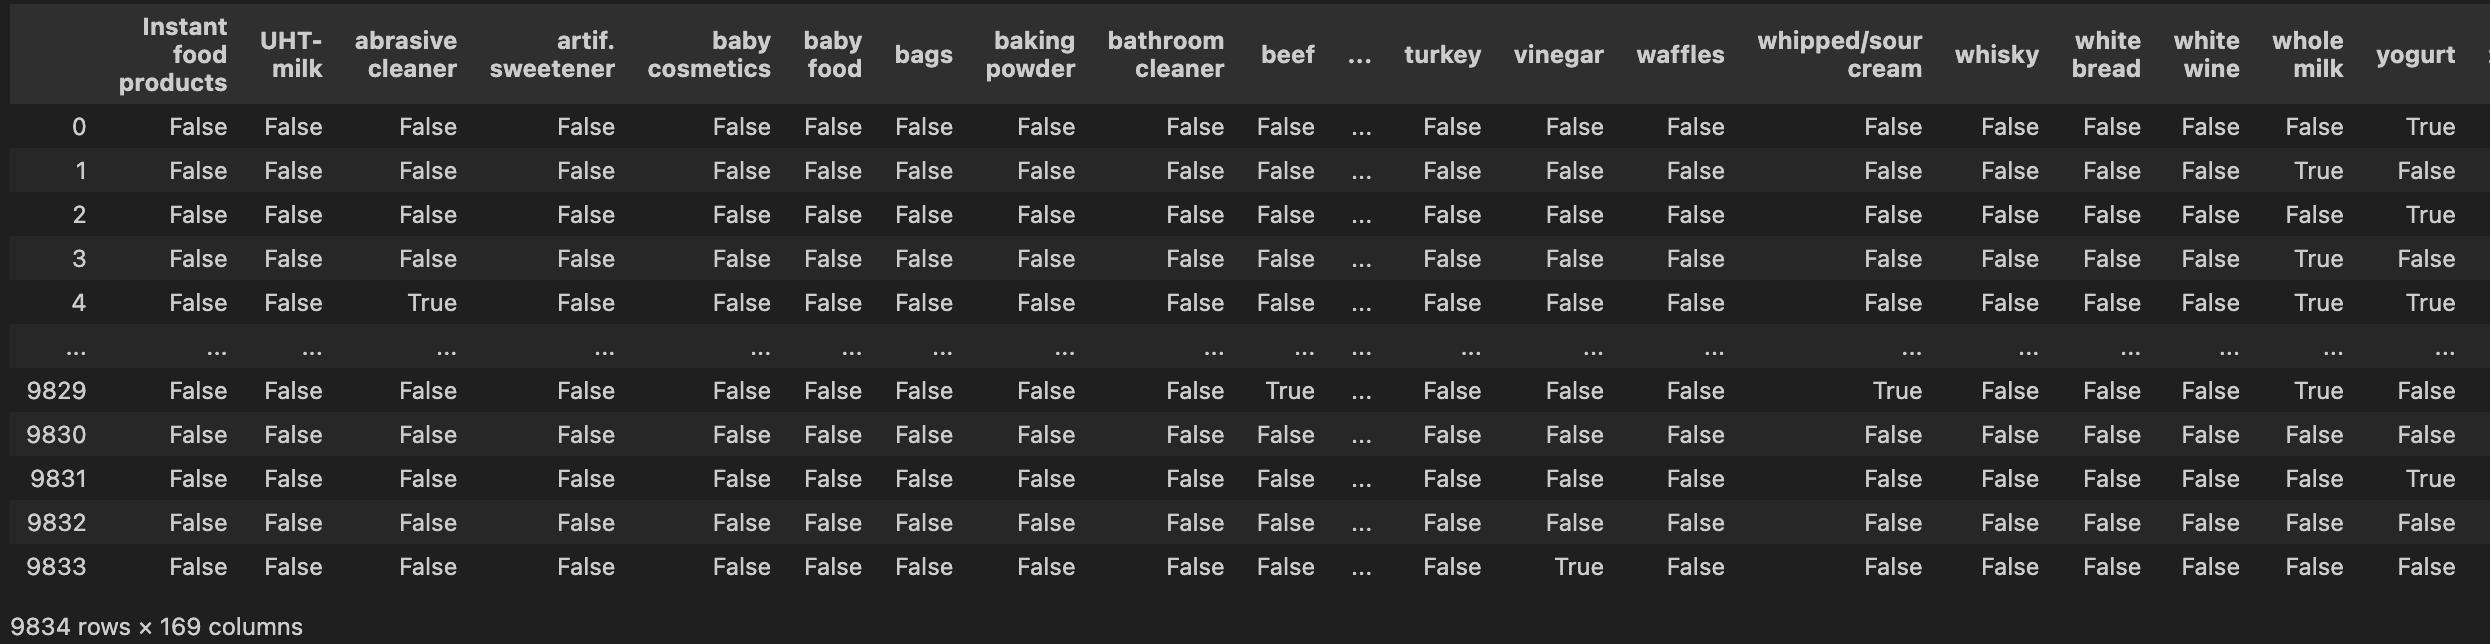 Instant food products UHT-milk abrasive cleaner artif. sweetener baby cosmetics baby food bags baking powder bathroom cleaner beef ... turkey vinegar waffles whipped/sour cream whisky white bread white wine whole milk yogurt
0 False False False False False False False False False False ... False False False False False False False False True
1 False False False False False False False False False False ... False False False False False False False True False
2 False False False False False False False False False False ... False False False False False False False False True
3 False False False False False False False False False False ... False False False False False False False True False
4 False False True False False False False False False False ... False False False False False False False True True
... ... ... ... ... ... ... ... ... ... ... ... ... ... ... ... ... ... ... ... ...
9829 False False False False False False False False False True ... False False False True False False False True False
9830 False False False False False False False False False False ... False False False False False False False False False
9831 False False False False False False False False False False ... False False False False False False False False True
9832 False False False False False False False False False False ... False False False False False False False False False
9833 False False False False False False False False False False ... False True False False False False False False False
9834 rows × 169 columns